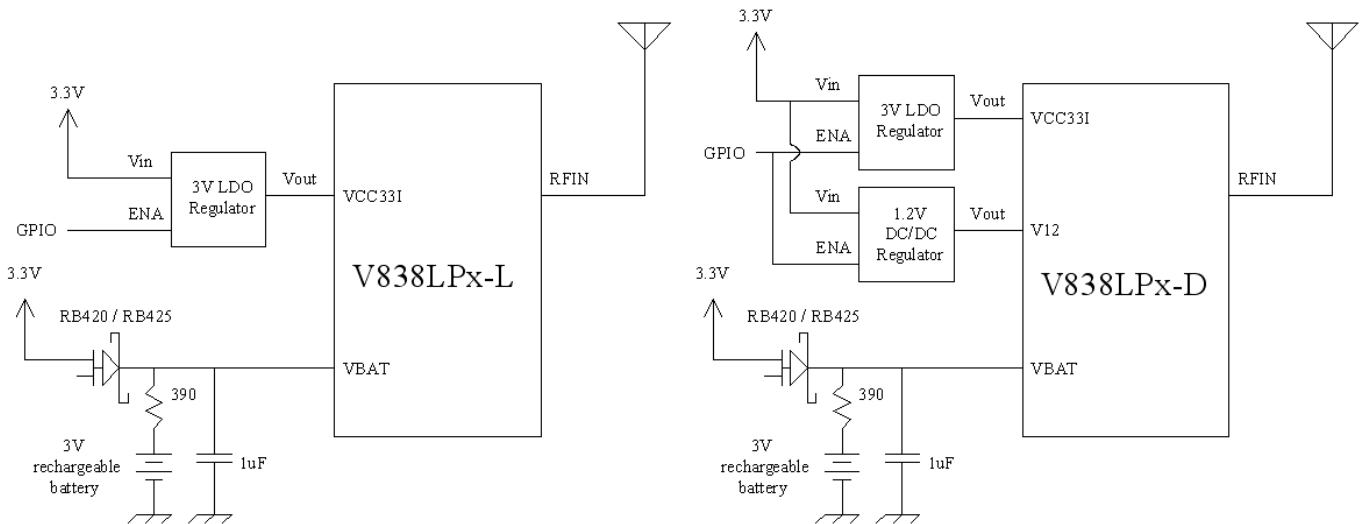 3.3V
Vin
3V LDO
Regulator
Vout
VCC33I
ENA
GPIO
RFIN
V838LPx-L
3.3V
RB420 / RB425
VBAT
390
3V
rechargeable
battery
1uF
3.3V
Vin
3V LDO
Regulator
Vout
VCC33I
ENA
GPIO
RFIN
Vin
1.2V
DC/DC
Regulator
Vout
V12
ENA
V838LPx-D
3.3V
RB420 / RB425
VBAT
390
3V
rechargeable
battery
1uF